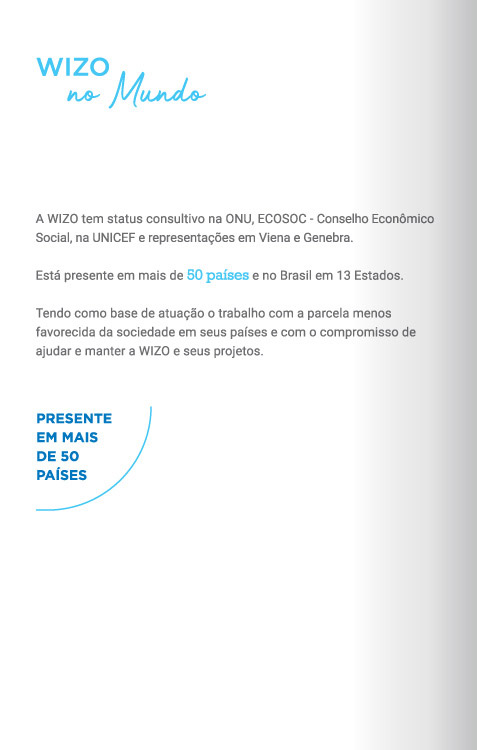 WIZO
no Mundo
A WIZO tem status consultivo na ONU, ECOSOC - Conselho Econômico
Social, na UNICEF e representações em Viena e Genebra.
Está presente em mais de 50 países e no Brasil em 13 Estados.
Tendo como base de atuação o trabalho com a parcela menos
favorecida da sociedade em seus países e com o compromisso de
ajudar e manter a WIZO e seus projetos.
PRESENTE
EM MAIS
DE 50
PAÍSES